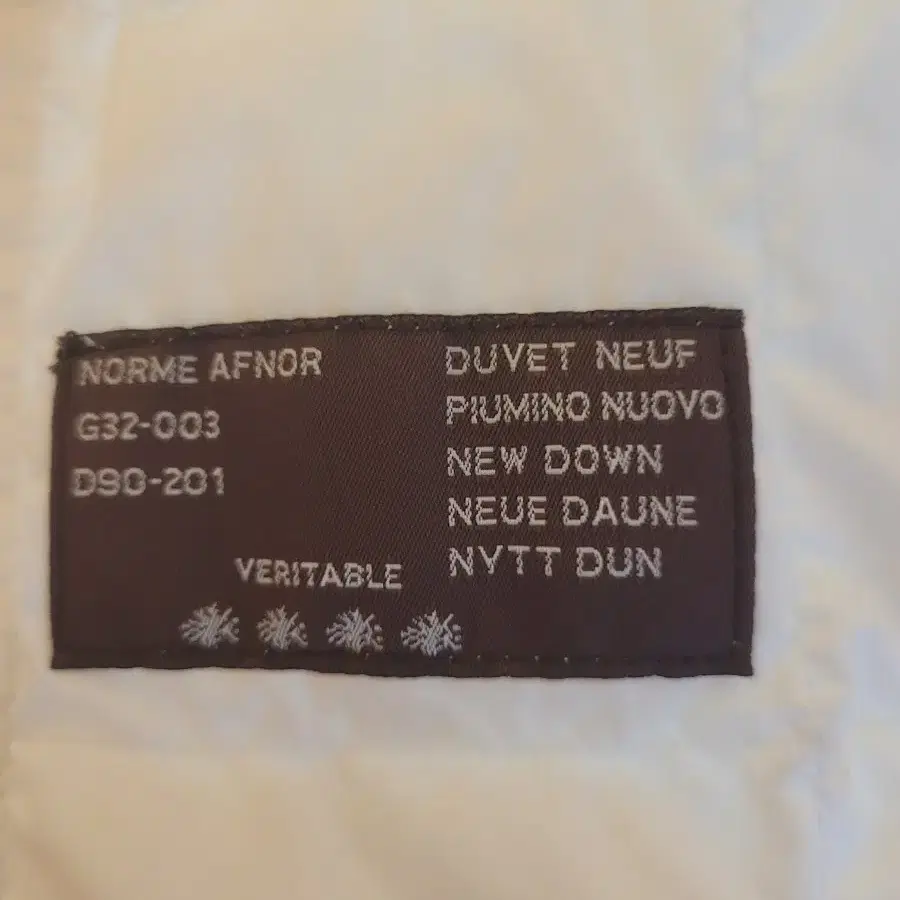 NORME AFNOR
G32-003
D90-201
VERITABLE
DUVET NEUF
PIUMINO NUOVO
NEW DOWN
NEUE DAUNE
NYTT DUN